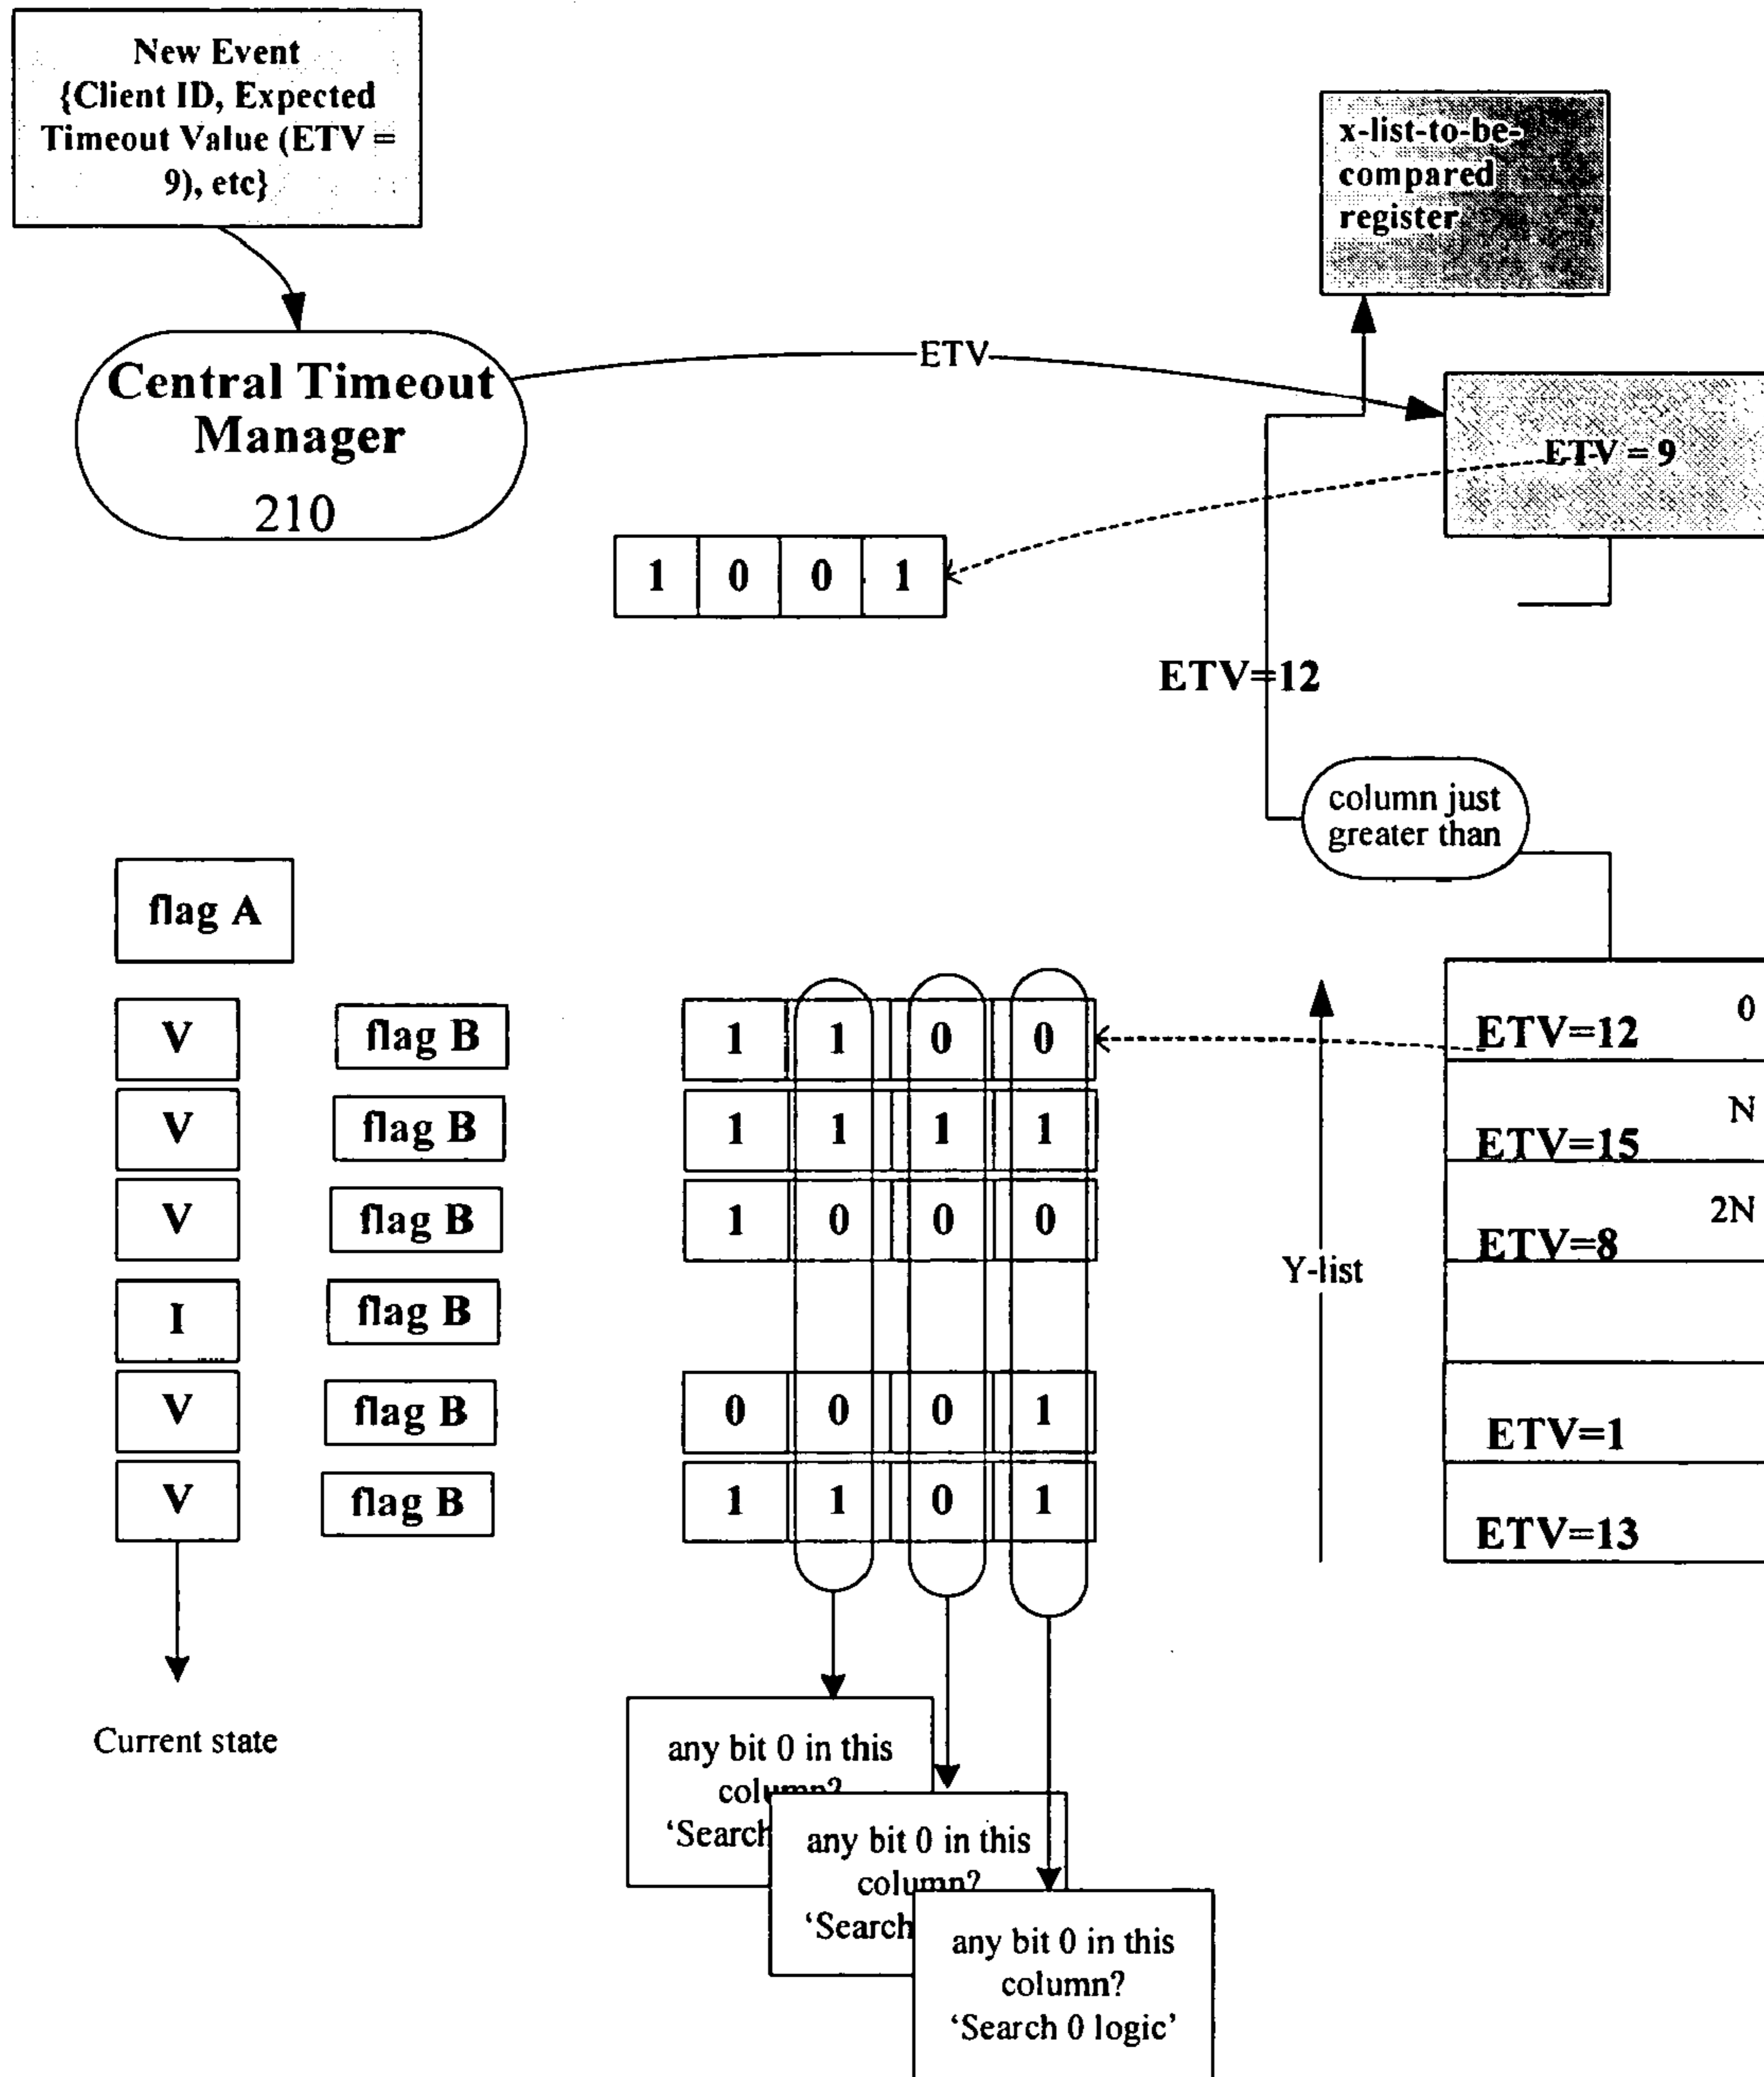 New Event
{Client ID, Expected
Timeout Value (ETV =
9), etc}
x-list-to-be-
compared
register
Central Timeout
Manager
210
ETV
ETV = 9
1 0 0 1
ETV=12
column just
greater than
flag A
V flag B 1 1 0 0
0
ETV=12
V flag B 1 1 1 1
N
ETV=15
V flag B 1 0 0 0
2N
ETV=8
Y-list
I flag B
V flag B 0 0 0 1
ETV=1
V flag B 1 1 0 1
ETV=13
Current state
any bit 0 in this
column?
‘Search
any bit 0 in this
column?
‘Search
any bit 0 in this
column?
‘Search 0 logic’